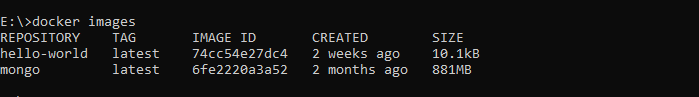 E:\>docker images
REPOSITORY TAG IMAGE ID CREATED SIZE
hello-world latest 74cc54e27dc4 2 weeks ago 10.1kB
mongo latest 6fe2220a3a52 2 months ago 881MB